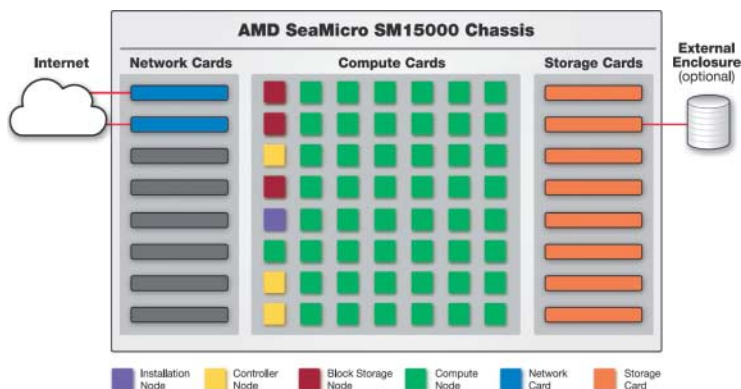 AMD SeaMicro SM15000 Chassis
Internet
Network Cards
Compute Cards
Storage Cards
External
Enclosure
(optional)
Installation
Node
Controller
Node
Block Storage
Node
Compute
Node
Network
Card
Storage
Card